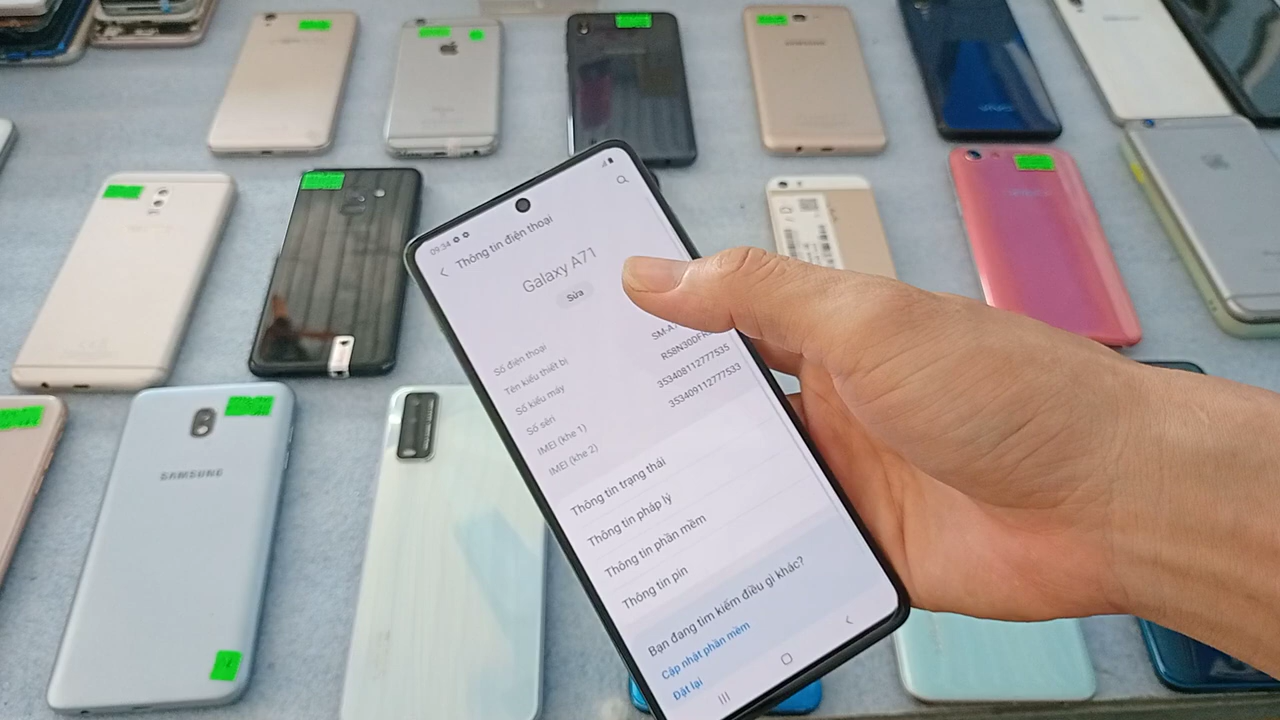 09:34
Thông tin điện thoại
Galaxy A71
Sửa
Số điện thoại
Tên kiểu thiết bị
Số kiểu máy
SM-A
Số sêri
R58N30DFR
IMEI (khe 1)
353408112777535
IMEI (khe 2)
353409112777533
Thông tin trạng thái
Thông tin pháp lý
Thông tin phần mềm
Thông tin pin
Bạn đang tìm kiếm điều gì khác?
Cập nhật phần mềm
Đặt lại
SAMSUNG